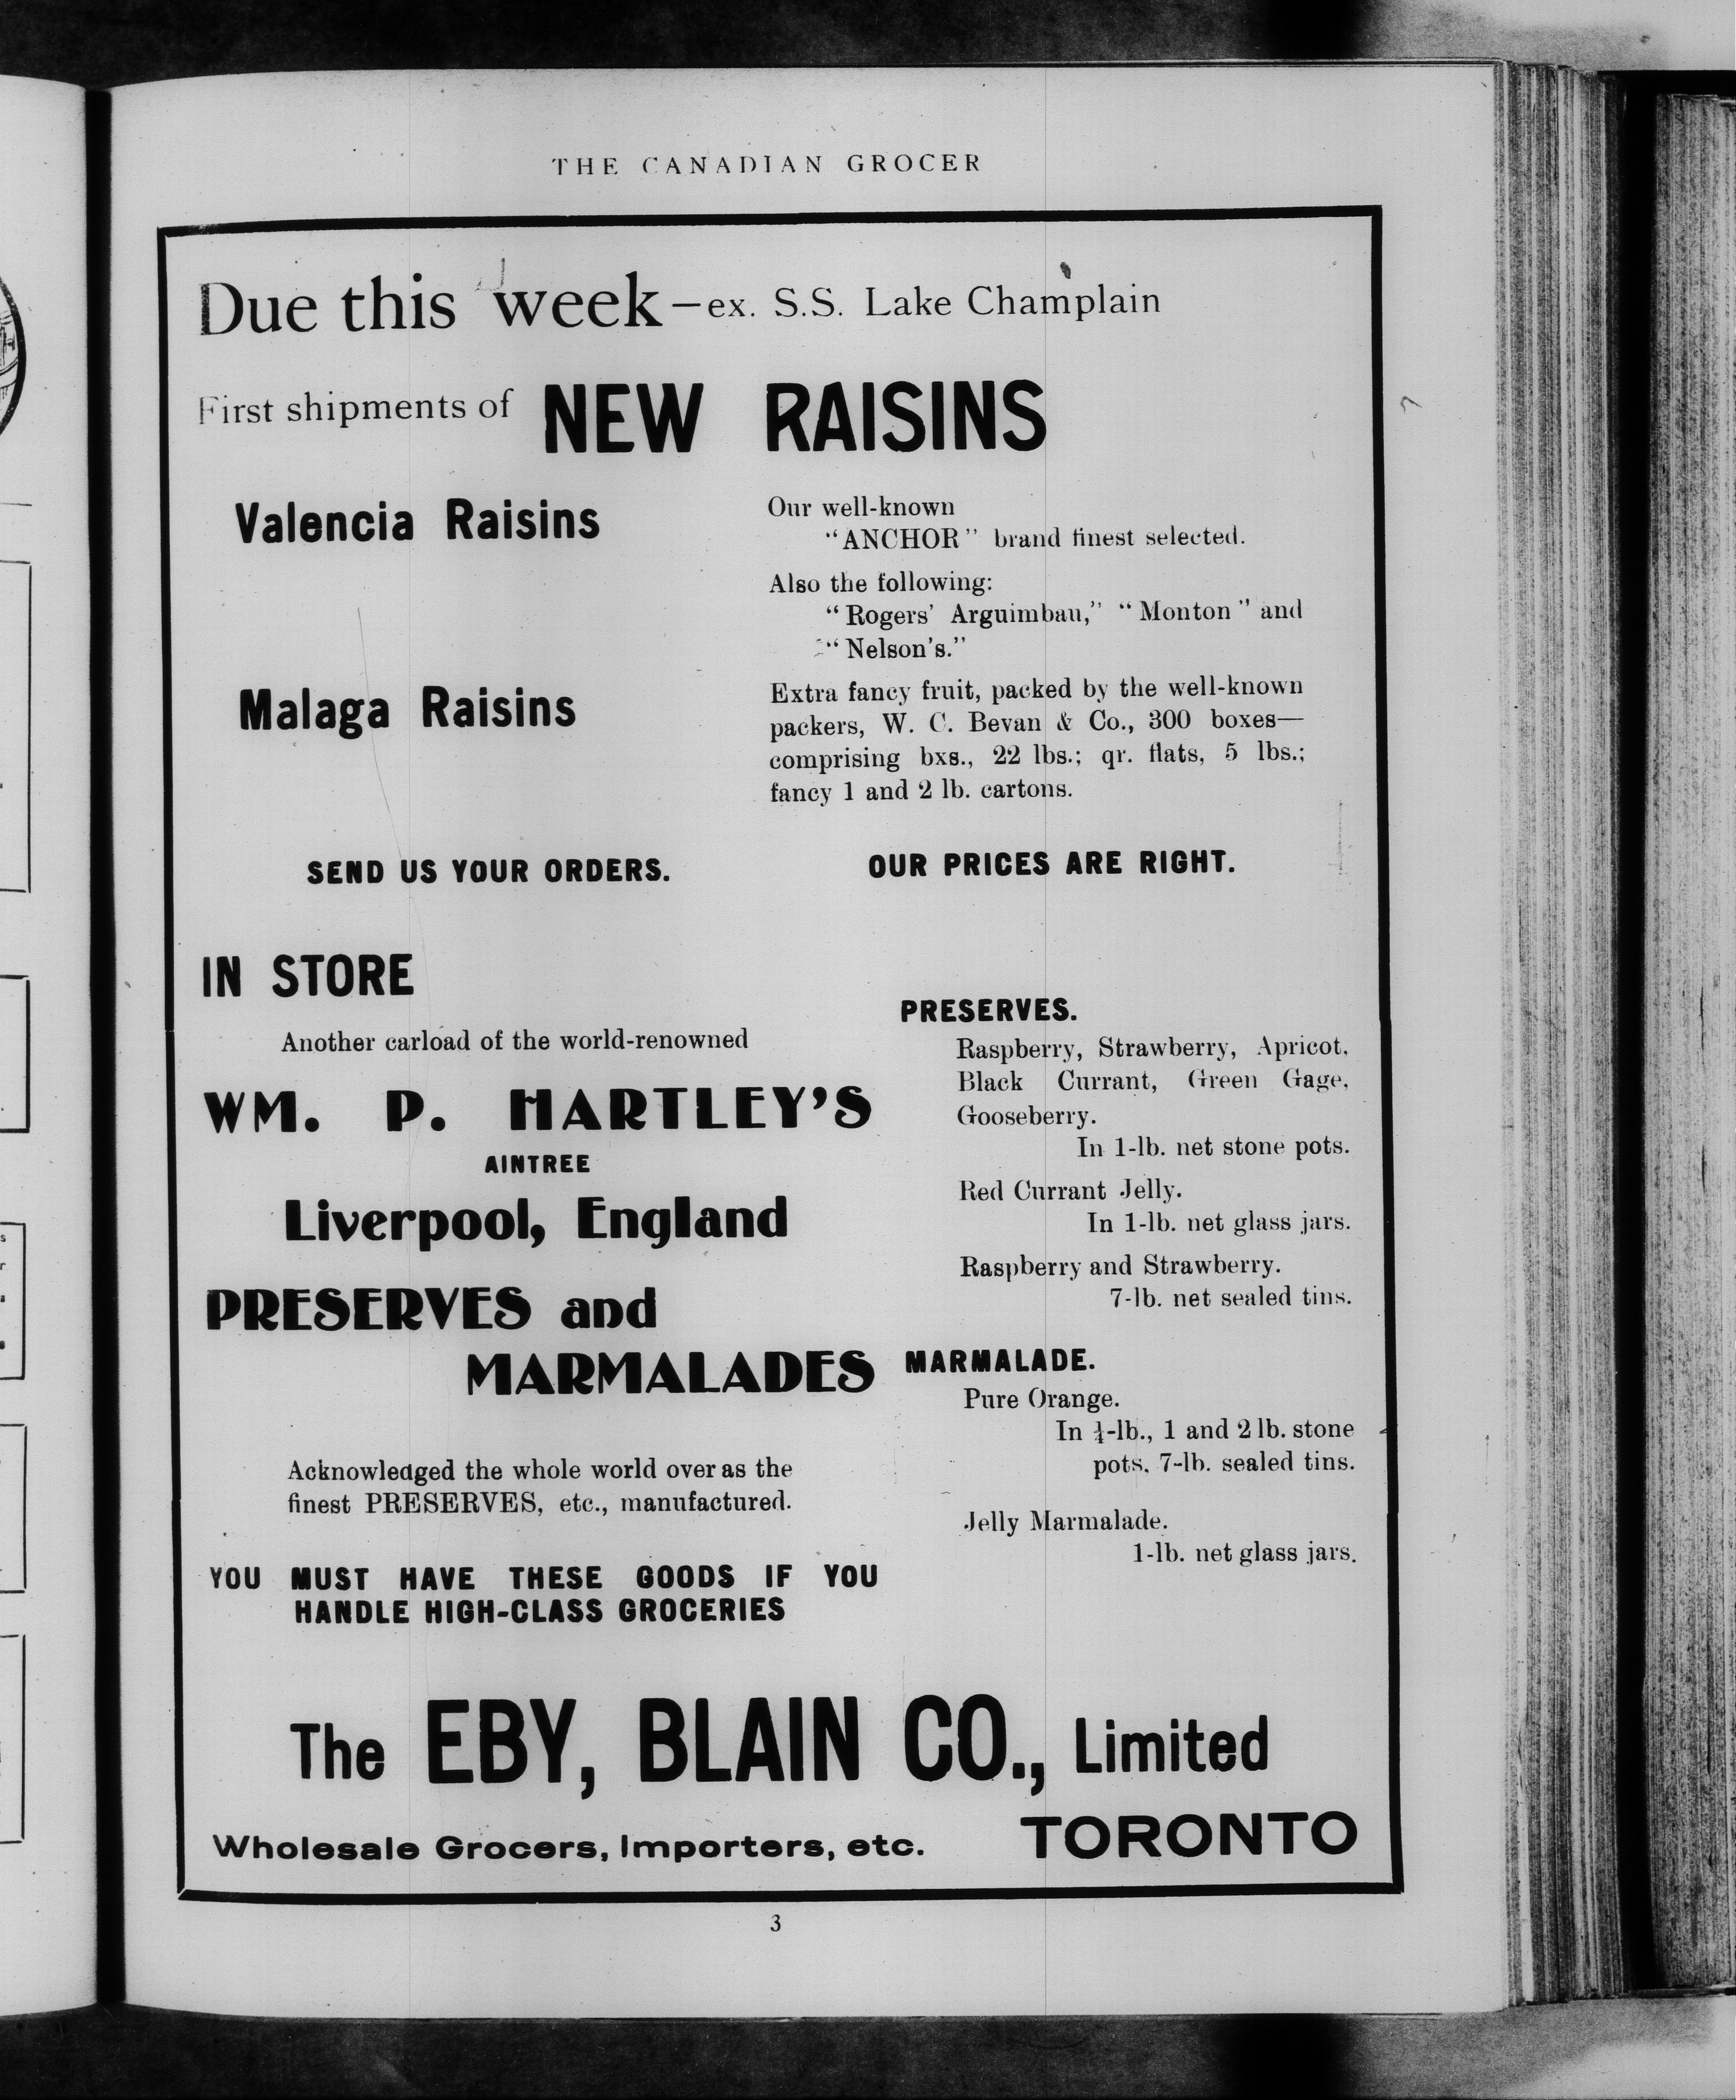 THE CANADIAN GROCER
Due this week—ex. S.S. Lake Champlain
First shipments of NEW RAISINS
Valencia Raisins
Our well-known
"ANCHOR" brand finest selected.
Also the following:
"Rogers' Arguimbau," "Monton" and
"Nelson's."
Malaga Raisins
Extra fancy fruit, packed by the well-known
packers, W. C. Bevan & Co., 300 boxes—
comprising bxs., 22 lbs.; qr. flats, 5 lbs.;
fancy 1 and 2 lb. cartons.
SEND US YOUR ORDERS.
OUR PRICES ARE RIGHT.
IN STORE
Another carload of the world-renowned
WM. P. HARTLEY'S
AINTREE
Liverpool, England
PRESERVES and
MARMALADES
Acknowledged the whole world over as the
finest PRESERVES, etc., manufactured.
YOU MUST HAVE THESE GOODS IF YOU
HANDLE HIGH-CLASS GROCERIES
PRESERVES.
Raspberry, Strawberry, Apricot,
Black Currant, Green Gage,
Gooseberry.
In 1-lb. net stone pots.
Red Currant Jelly.
In 1-lb. net glass jars.
Raspberry and Strawberry.
7-lb. net sealed tins.
MARMALADE.
Pure Orange.
In -lb., 1 and 2 lb. stone
pots, 7-lb. sealed tins.
Jelly Marmalade.
1-lb. net glass jars.
The EBY, BLAIN CO., Limited
Wholesale Grocers, Importers, etc. TORONTO
3